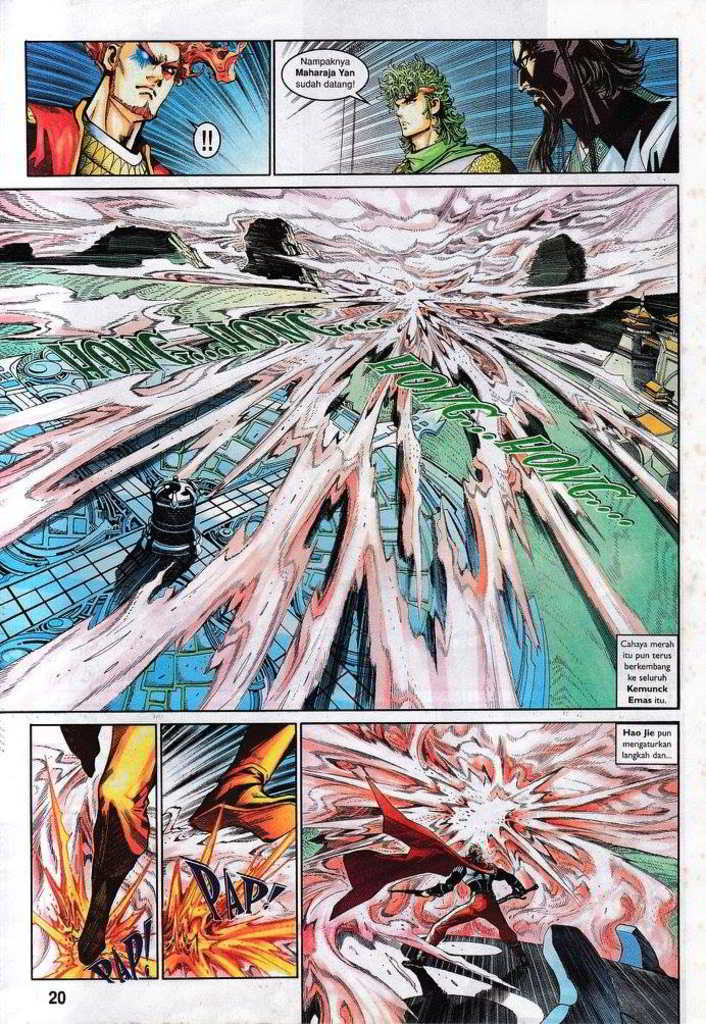 !!
Nampaknya
Maharaja Yan
sudah datang!
HONG....HONG.....
HONG....HONG.....
Cahaya merah
itu pun terus
berkembang
ke seluruh
Kemunck
Emas itu.
PAP!
PAP!
Hao Jie pun
mengaturkan
langkah dan...
20